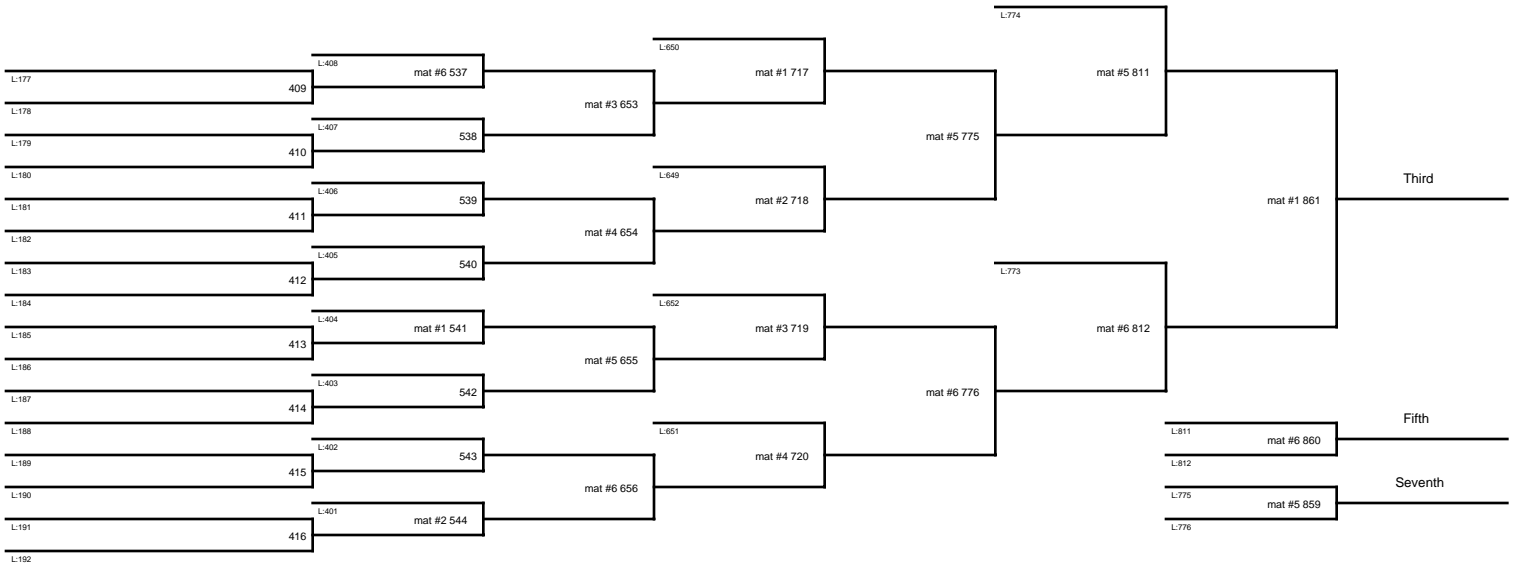 L:774
L:650
L:408
mat #6 537
mat #1 717
mat #5 811
L:177
409
mat #3 653
L:178
L:407
L:179
538
mat #5 775
410
L:180
L:649
L:406
Third
L:181
539
mat #2 718
mat #1 861
411
mat #4 654
L:182
L:405
L:183
540
L:773
412
L:184
L:652
L:404
L:185
mat #1 541
mat #3 719
mat #6 812
413
mat #5 655
L:186
L:403
L:187
542
mat #6 776
414
L:188
L:651
L:811
Fifth
L:402
mat #6 860
L:189
543
mat #4 720
L:812
415
mat #6 656
Seventh
L:190
L:775
L:401
mat #5 859
L:191
mat #2 544
L:776
416
L:192